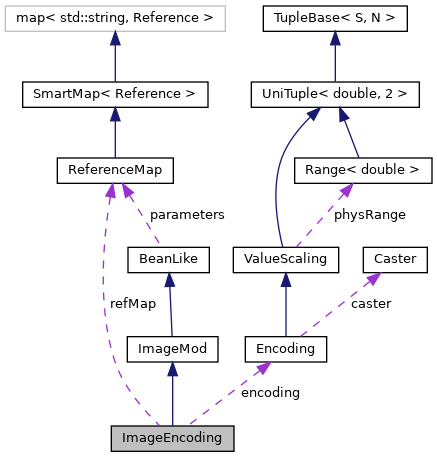 map< std::string, Reference >
TupleBase< S, N >
SmartMap< Reference >
UniTuple< double, 2 >
ReferenceMap
Range< double >
parameters
physRange
BeanLike
ValueScaling
Caster
refMap
caster
ImageMod
Encoding
encoding
ImageEncoding